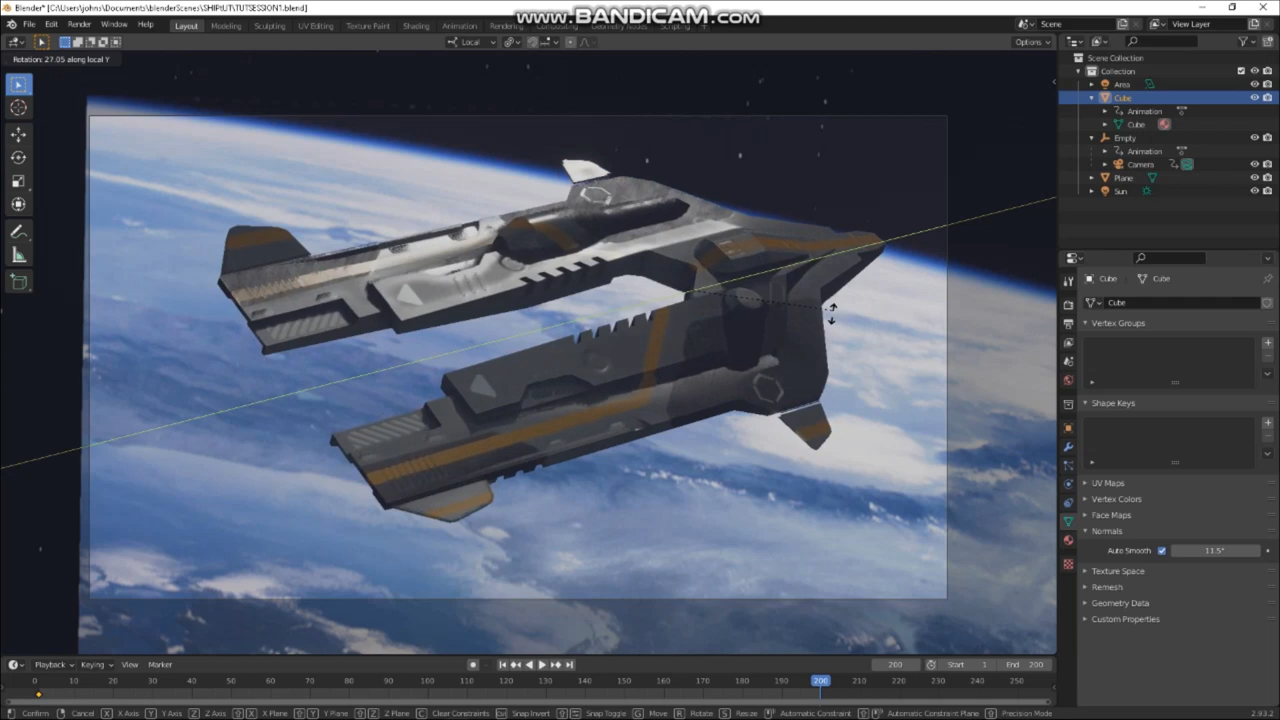 Blender* [C:\Users\johns\Documents\blenderScenes\SHIPtUT\TUTSESSION1.blend]
www.BANDICAM.com
File Edit Render Window Help Layout Modeling Sculpting UV Editing Texture Paint Shading Animation Rendering Scripting Scene View Layer
Local Options
Rotation: 27.05 along local Y
Scene Collection
Collection
Area
Cube
Animation
Cube
Empty
Animation
Camera
Plane
Sun
Cube Cube
Cube
Vertex Groups
Shape Keys
UV Maps
Vertex Colors
Face Maps
Normals
Auto Smooth 11.5°
Texture Space
Remesh
Geometry Data
Custom Properties
Playback Keying View Marker 200 Start 1 End 200
0 10 20 30 40 50 60 70 80 90 100 110 120 130 140 150 160 170 180 190 200 210 220 230 240 250
Confirm Cancel X X Axis Y Y Axis Z Z Axis X X Plane Y Y Plane Z Z Plane C Clear Constraints Snap Invert Snap Toggle G Move R Rotate S Resize Automatic Constraint Automatic Constraint Plane Precision Mode 2.93.2